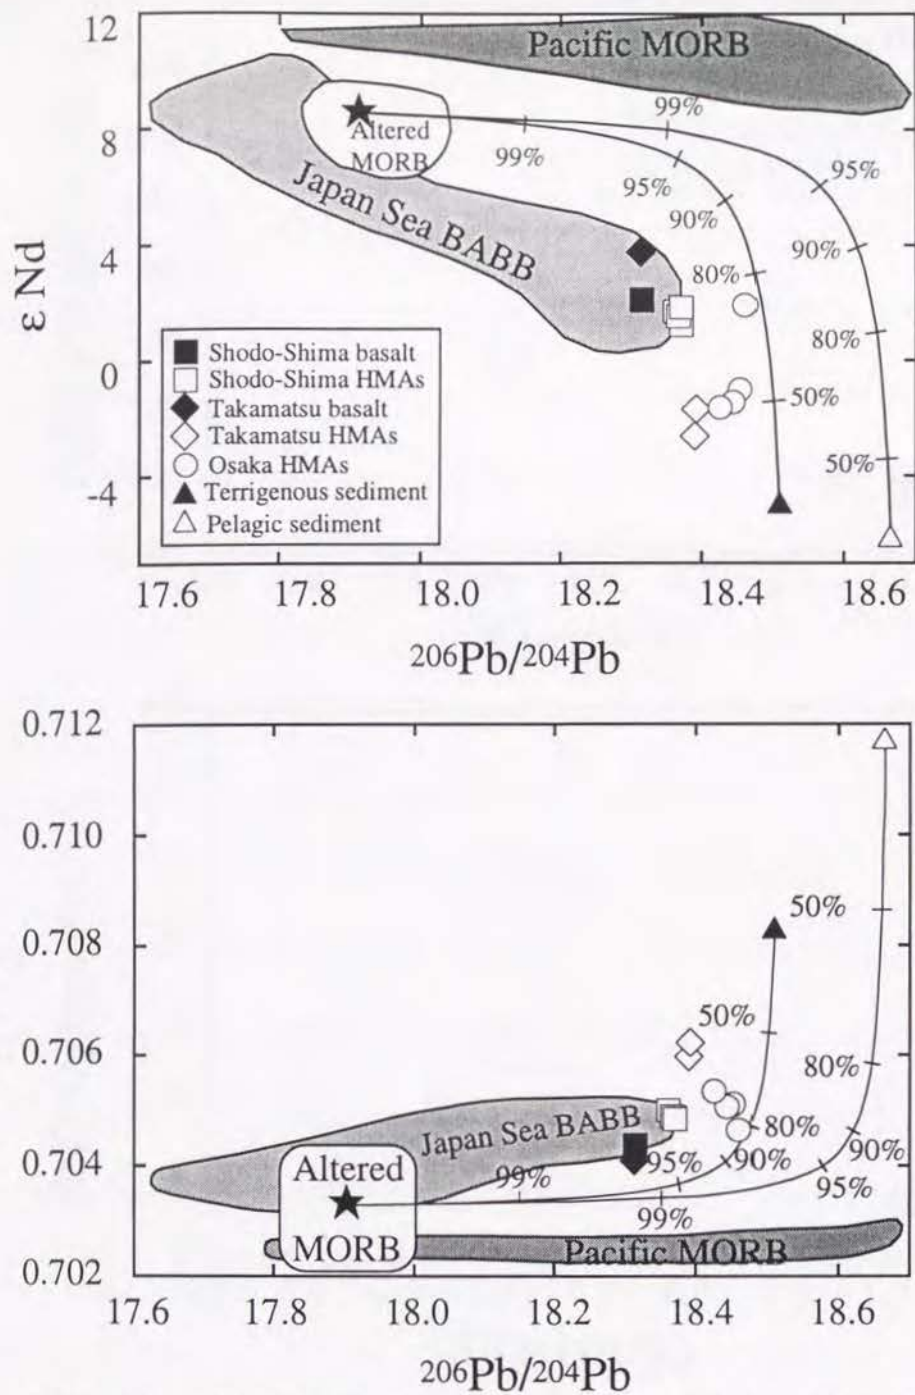 12
Pacific MORB
99%
8
Altered
MORB
99%
95%
95%
Japan Sea BABB
90%
90%
4
80%
80%
ε Nd
Shodo-Shima basalt
Shodo-Shima HMAs
0
Takamatsu basalt
50%
Takamatsu HMAs
Osaka HMAs
50%
-4
Terrigenous sediment
Pelagic sediment
17.6 17.8 18.0 18.2 18.4 18.6
206Pb/204Pb
0.712
0.710
50%
0.708
50%
0.706
80%
Japan Sea BABB
80%
90%
0.704
Altered
99%
95%
90%
95%
99%
MORB
Pacific MORB
0.702
17.6 17.8 18.0 18.2 18.4 18.6
206Pb/204Pb